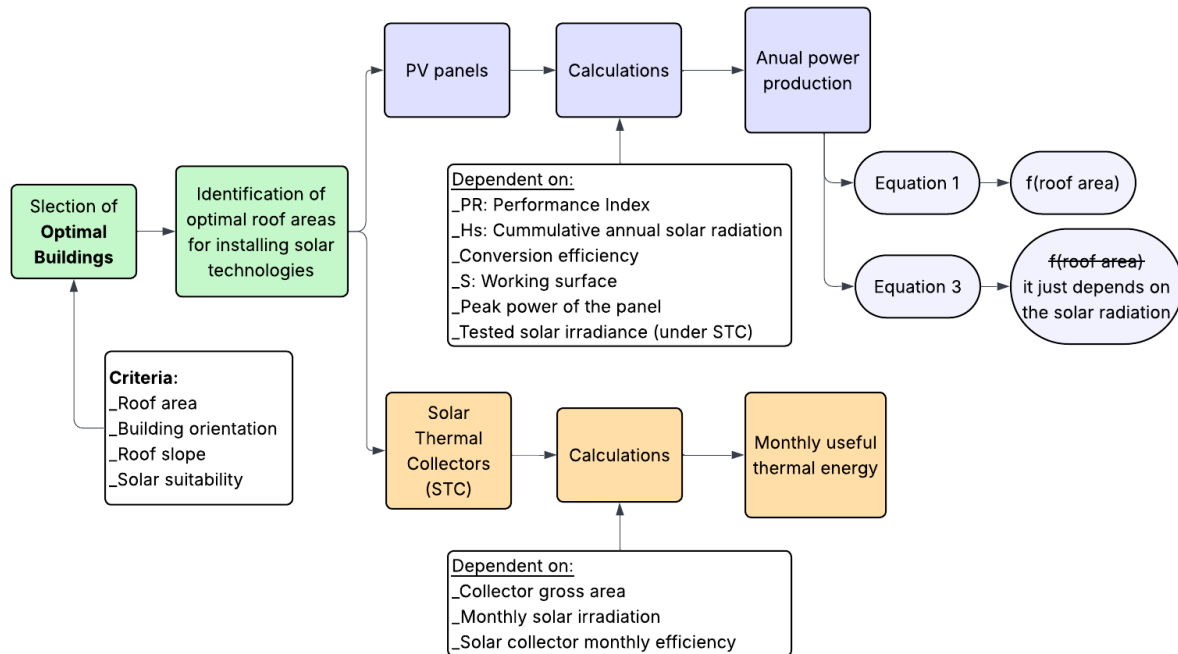 Slection of
Optimal
Buildings
Criteria:
_Roof area
_Building orientation
_Roof slope
_Solar suitability
Identification of
optimal roof areas
for installing solar
technologies
PV panels
Calculations
Dependent on:
_PR: Performance Index
_Hs: Cummulative annual solar radiation
_Conversion efficiency
_S: Working surface
_Peak power of the panel
_Tested solar irradiance (under STC)
Anual power
production
Equation 1
f(roof area)
Equation 3
f(roof area)
it just depends on
the solar radiation
Solar
Thermal
Collectors
(STC)
Calculations
Dependent on:
_Collector gross area
_Monthly solar irradiation
_Solar collector monthly efficiency
Monthly useful
thermal energy